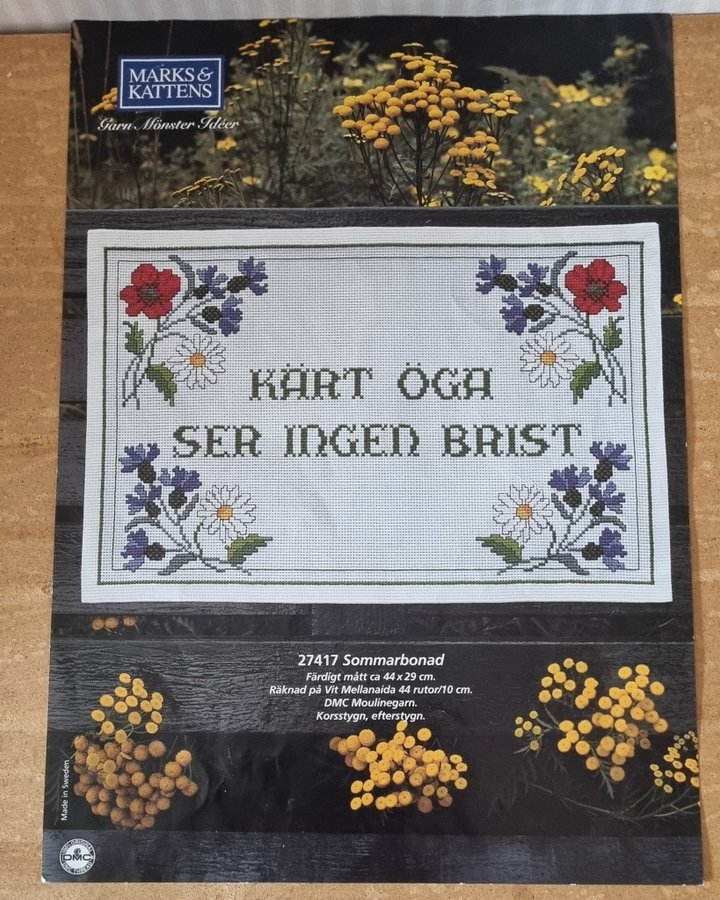 MARKS &
KATTENS
Garn Mönster Idéer
KÄRT ÖGA
SER INGEN BRIST
27417 Sommarbonad
Färdigt mått ca 44 x 29 cm.
Räknad på Vit Mellanaida 44 rutor/10 cm.
DMC Moulinegarn.
Korsstygn, efterstygn.
Made in Sweden
DMC